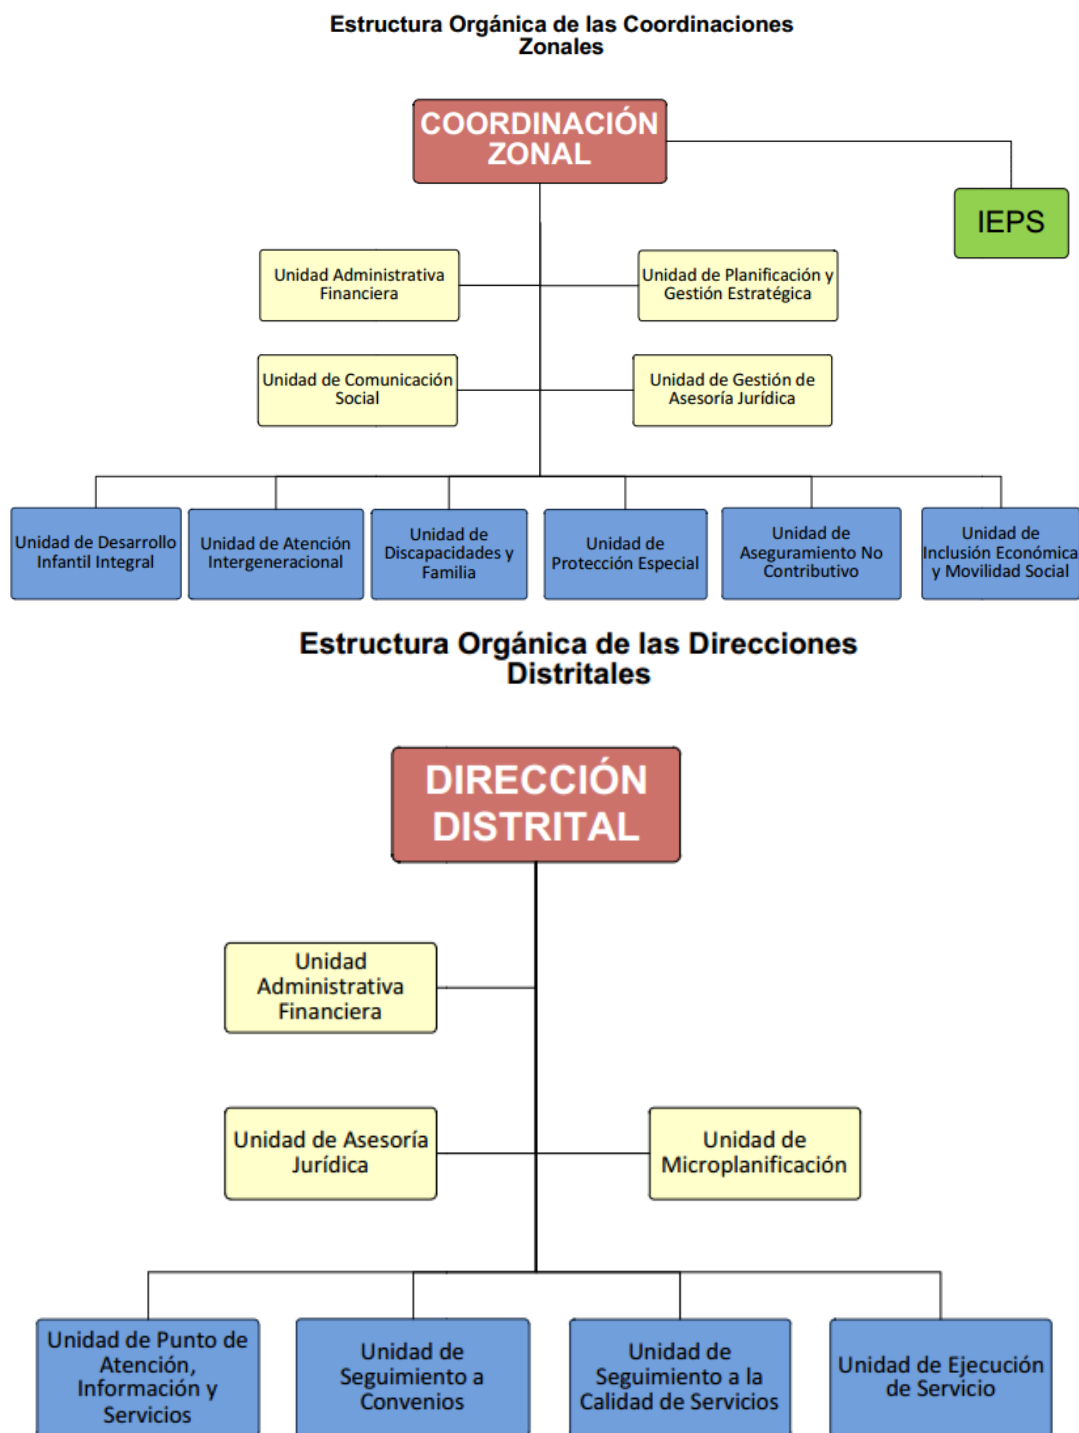 Estructura Orgánica de las Coordinaciones
Zonales
COORDINACIÓN
ZONAL
IEPS
Unidad Administrativa
Financiera
Unidad de Planificación y
Gestión Estratégica
Unidad de Comunicación
Social
Unidad de Gestión de
Asesoría Jurídica
Unidad de Desarrollo
Infantil Integral
Unidad de Atención
Intergeneracional
Unidad de
Discapacidades y
Familia
Unidad de
Protección Especial
Unidad de
Aseguramiento No
Contributivo
Unidad de
Inclusión Económica
y Movilidad Social
Estructura Orgánica de las Direcciones
Distritales
DIRECCIÓN
DISTRITAL
Unidad
Administrativa
Financiera
Unidad de Asesoría
Jurídica
Unidad de
Microplanificación
Unidad de Punto de
Atención,
Información y
Servicios
Unidad de
Seguimiento a
Convenios
Unidad de
Seguimiento a la
Calidad de Servicios
Unidad de Ejecución
de Servicio